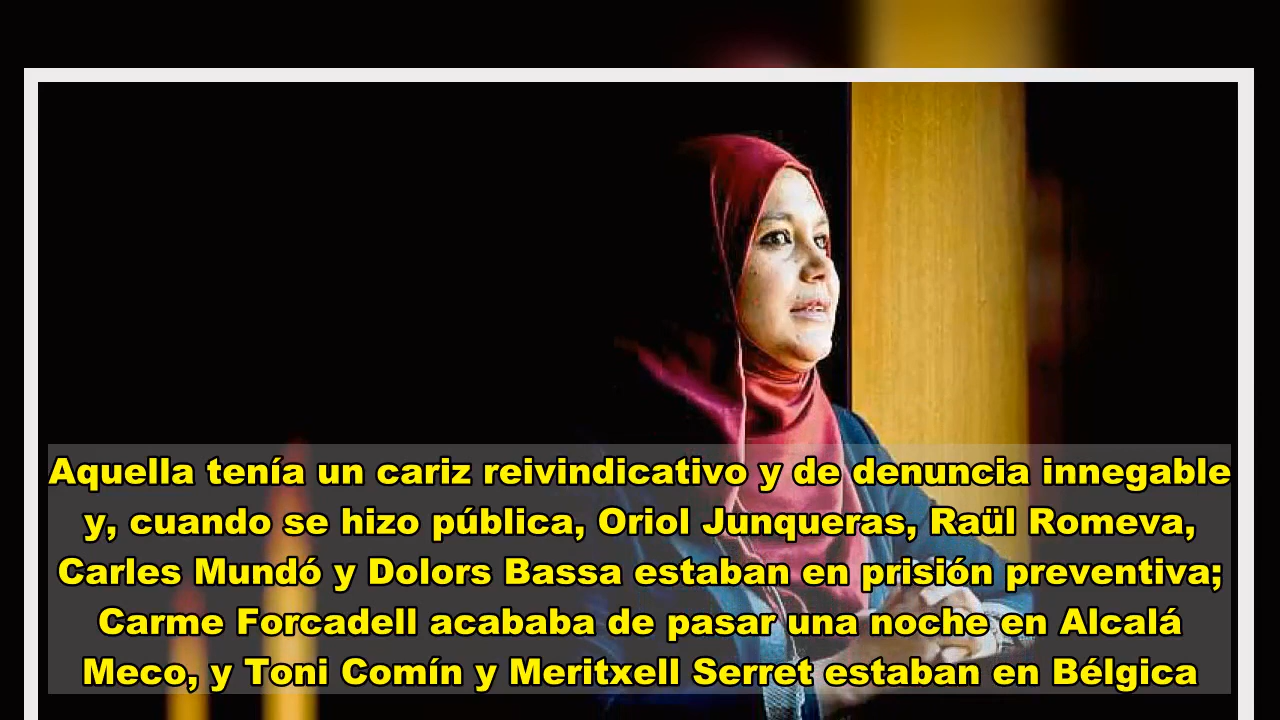 Aquella tenía un cariz reivindicativo y de denuncia innegable
y, cuando se hizo pública, Oriol Junqueras, Raül Romeva,
Carles Mundó y Dolors Bassa estaban en prisión preventiva;
Carme Forcadell acababa de pasar una noche en Alcalá
Meco, y Toni Comín y Meritxell Serret estaban en Bélgica